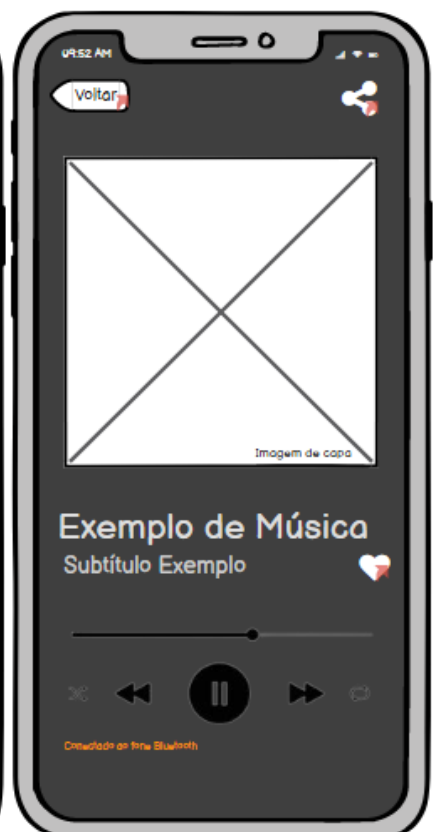 09:52 AM
Voltar
Imagem de capa
Exemplo de Música
Subtítulo Exemplo
Conectado ao fone Bluetooth